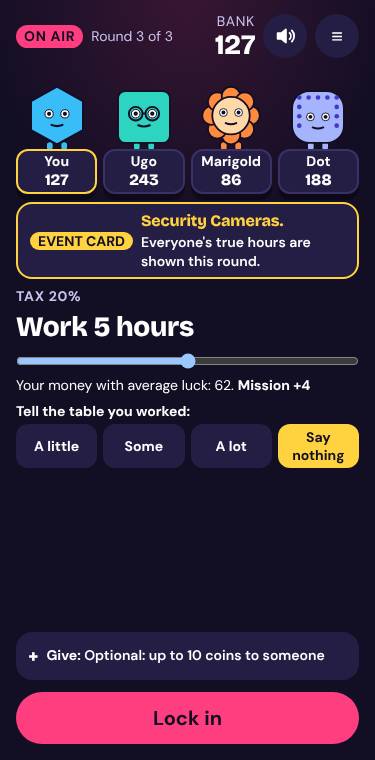 ON AIR
Round 3 of 3
BANK
127
You
127
Ugo
243
Marigold
86
Dot
188
EVENT CARD
Security Cameras.
Everyone's true hours are
shown this round.
TAX 20%
Work 5 hours
Your money with average luck: 62. Mission +4
Tell the table you worked:
A little
Some
A lot
Say
nothing
+ Give: Optional: up to 10 coins to someone
Lock in